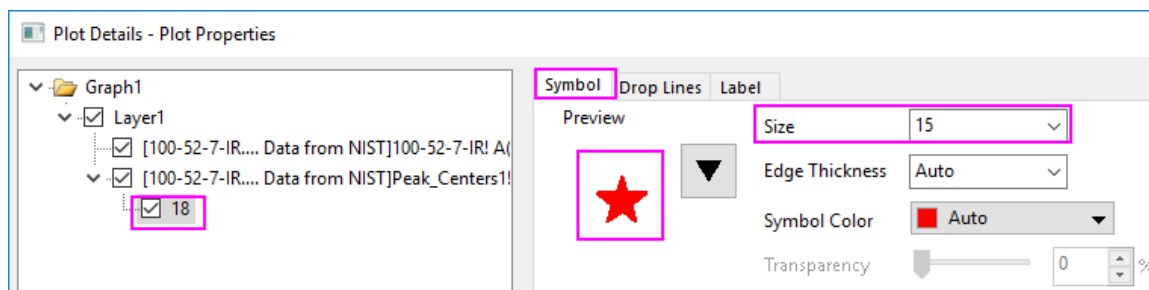 Plot Details - Plot Properties
Graph1
Layer1
[100-52-7-IR.... Data from NIST]100-52-7-IR! A(
[100-52-7-IR.... Data from NIST]Peak_Centers1!
18
Symbol Drop Lines Label
Preview
Size 15
Edge Thickness Auto
Symbol Color Auto
Transparency 0 %